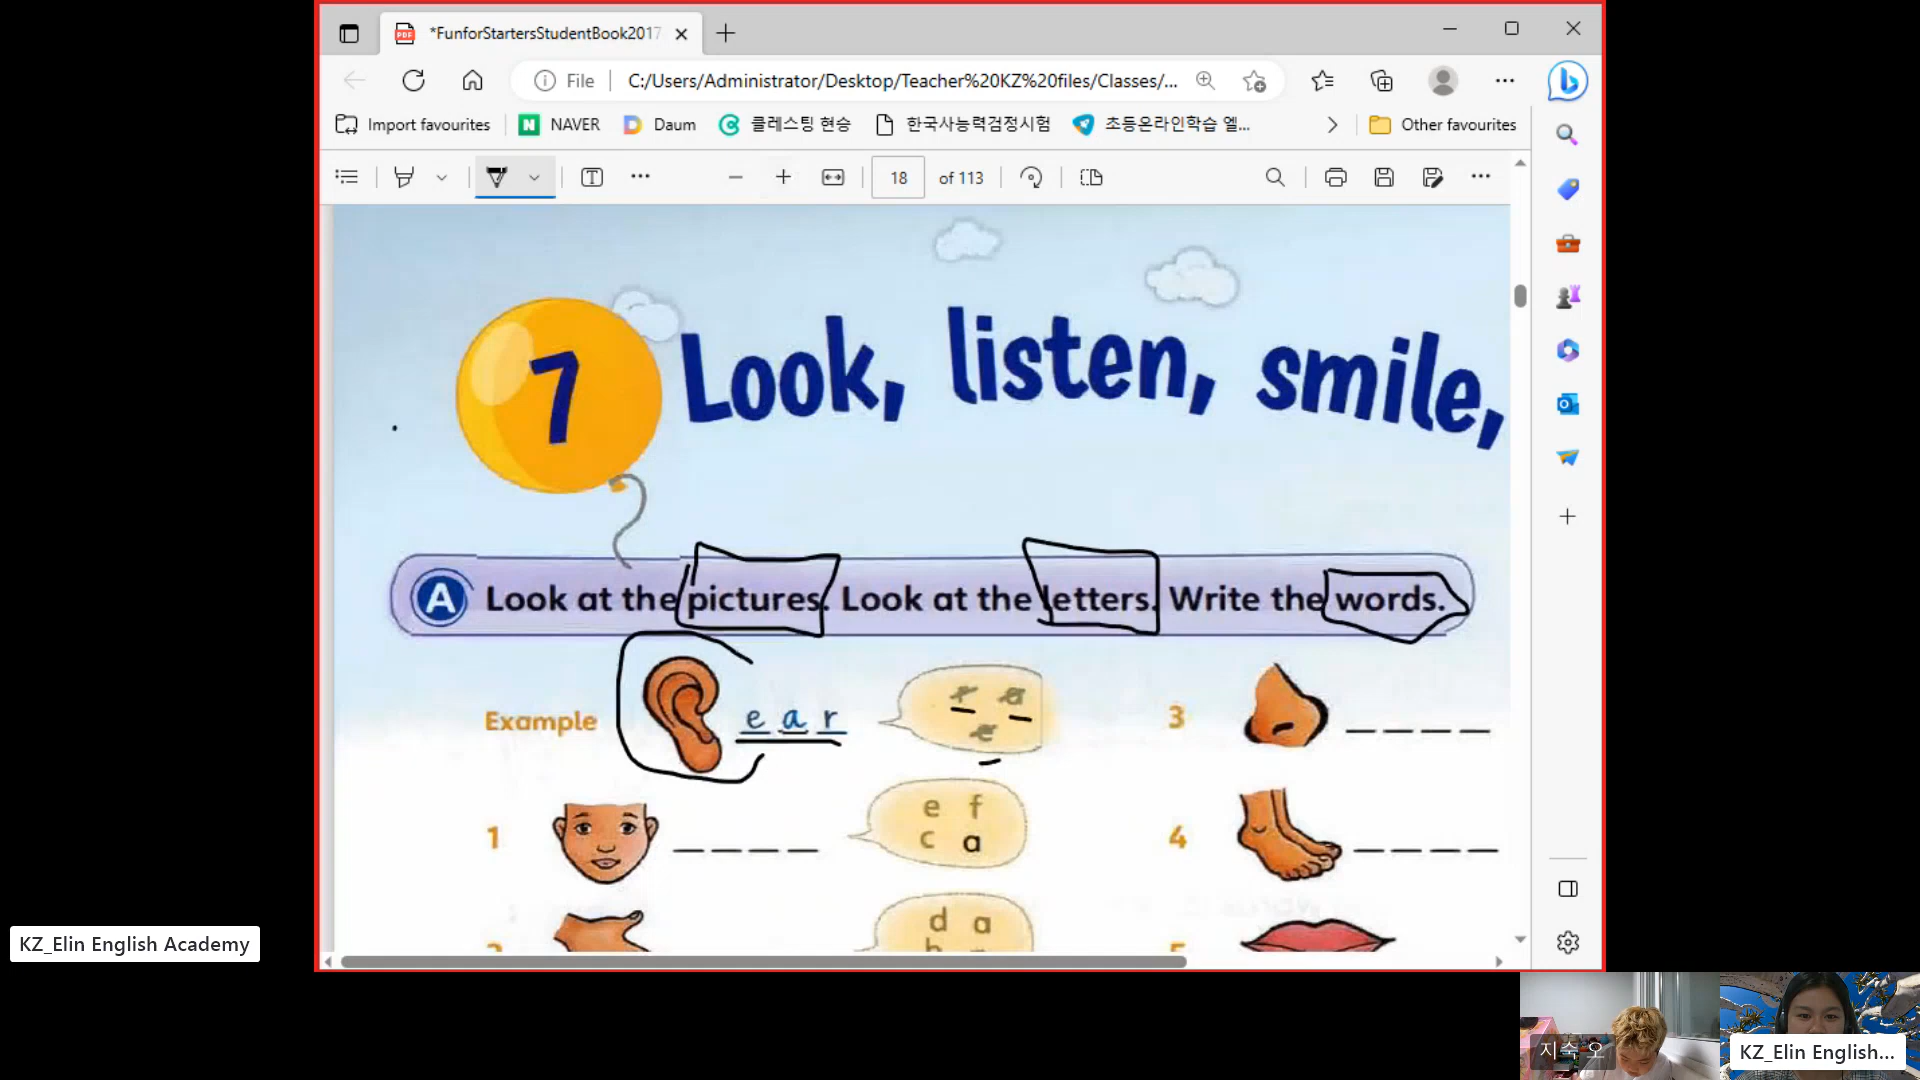 *FunforStartersStudentBook2017
File
C:/Users/Administrator/Desktop/Teacher%20KZ%20files/Classes/...
Import favourites
NAVER
Daum
클레스팅 현승
한국사능력검정시험
초등온라인학습 엘...
Other favourites
18 of 113
7 Look, listen, smile,
A Look at the pictures. Look at the letters. Write the words.
Example
e a r
r a
e
3
1
e f
c a
4
d a
KZ_Elin English Academy
지숙 오
KZ_Elin English...